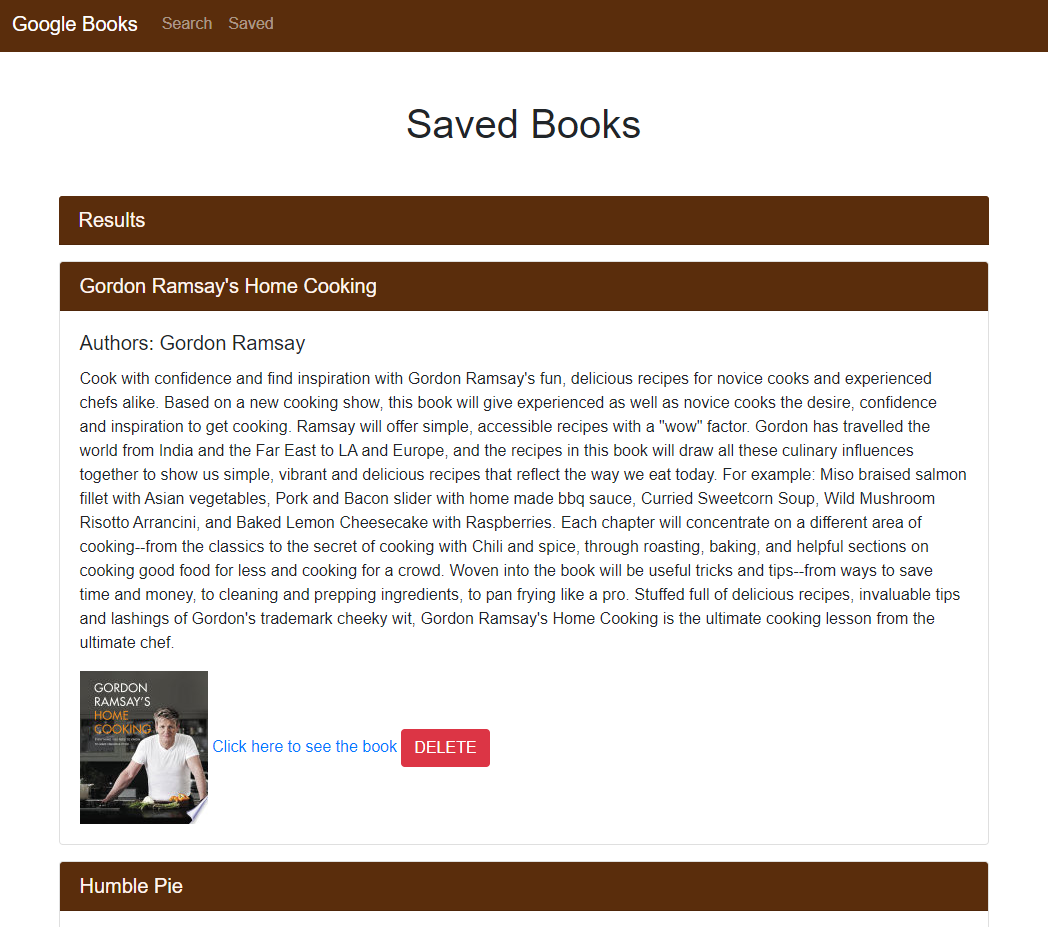 Google Books Search Saved
Saved Books
Results
Gordon Ramsay's Home Cooking
Authors: Gordon Ramsay
Cook with confidence and find inspiration with Gordon Ramsay's fun, delicious recipes for novice cooks and experienced
chefs alike. Based on a new cooking show, this book will give experienced as well as novice cooks the desire, confidence
and inspiration to get cooking. Ramsay will offer simple, accessible recipes with a "wow" factor. Gordon has travelled the
world from India and the Far East to LA and Europe, and the recipes in this book will draw all these culinary influences
together to show us simple, vibrant and delicious recipes that reflect the way we eat today. For example: Miso braised salmon
fillet with Asian vegetables, Pork and Bacon slider with home made bbq sauce, Curried Sweetcorn Soup, Wild Mushroom
Risotto Arrancini, and Baked Lemon Cheesecake with Raspberries. Each chapter will concentrate on a different area of
cooking--from the classics to the secret of cooking with Chili and spice, through roasting, baking, and helpful sections on
cooking good food for less and cooking for a crowd. Woven into the book will be useful tricks and tips--from ways to save
time and money, to cleaning and prepping ingredients, to pan frying like a pro. Stuffed full of delicious recipes, invaluable tips
and lashings of Gordon's trademark cheeky wit, Gordon Ramsay's Home Cooking is the ultimate cooking lesson from the
ultimate chef.
GORDON
RAMSAY'S
HOME
COOKING
Click here to see the book DELETE
Humble Pie